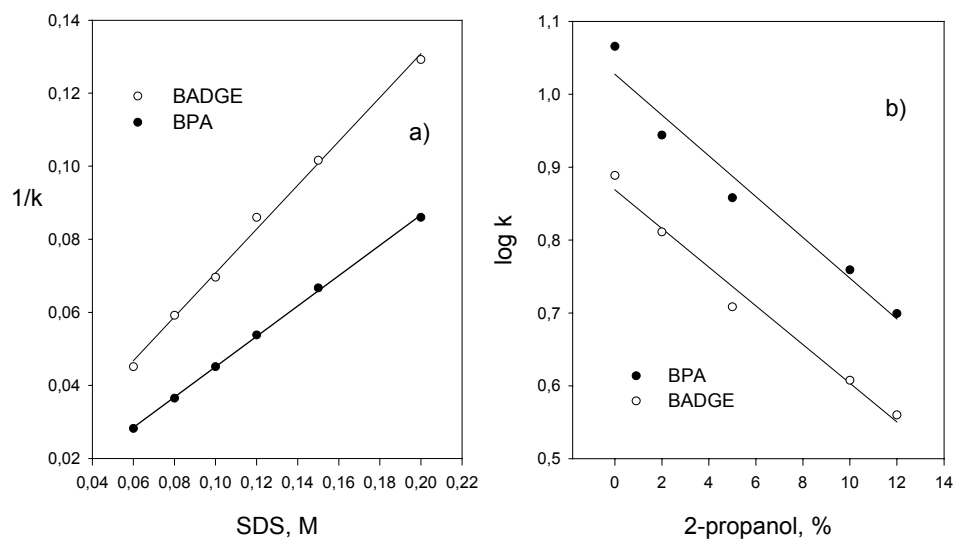 0,14
0,12
0,10
1/k
0,08
0,06
0,04
0,02
BADGE
BPA
a)
0,04 0,06 0,08 0,10 0,12 0,14 0,16 0,18 0,20 0,22
SDS, M
1,1
1,0
0,9
0,8
log k
0,7
0,6
0,5
b)
BPA
BADGE
0 2 4 6 8 10 12 14
2-propanol, %